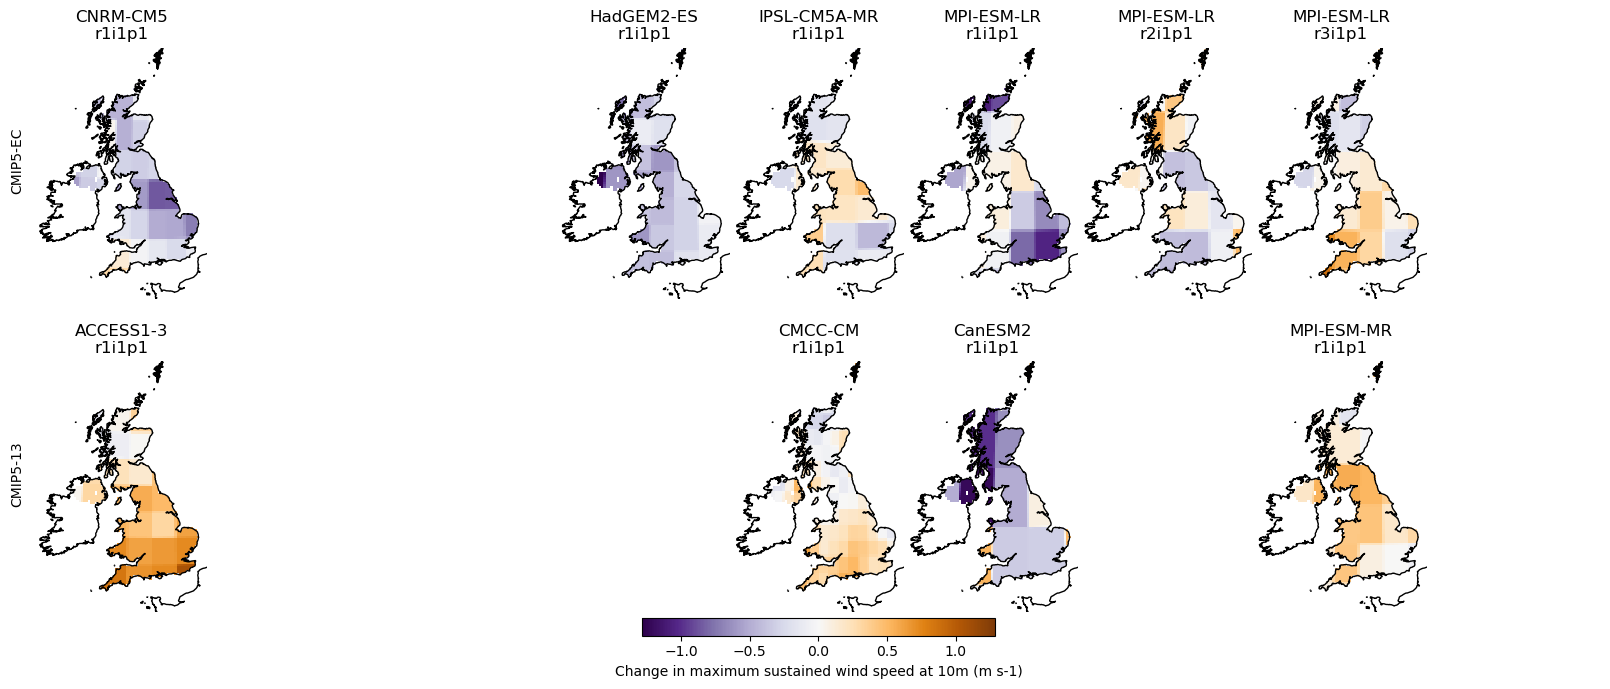 CNRM-CM5
r1i1p1
HadGEM2-ES
r1i1p1
IPSL-CM5A-MR
r1i1p1
MPI-ESM-LR
r1i1p1
MPI-ESM-LR
r2i1p1
MPI-ESM-LR
r3i1p1
CMIP5-EC
ACCESS1-3
r1i1p1
CMCC-CM
r1i1p1
CanESM2
r1i1p1
MPI-ESM-MR
r1i1p1
CMIP5-13
−1.0 −0.5 0.0 0.5 1.0
Change in maximum sustained wind speed at 10m (m s-1)